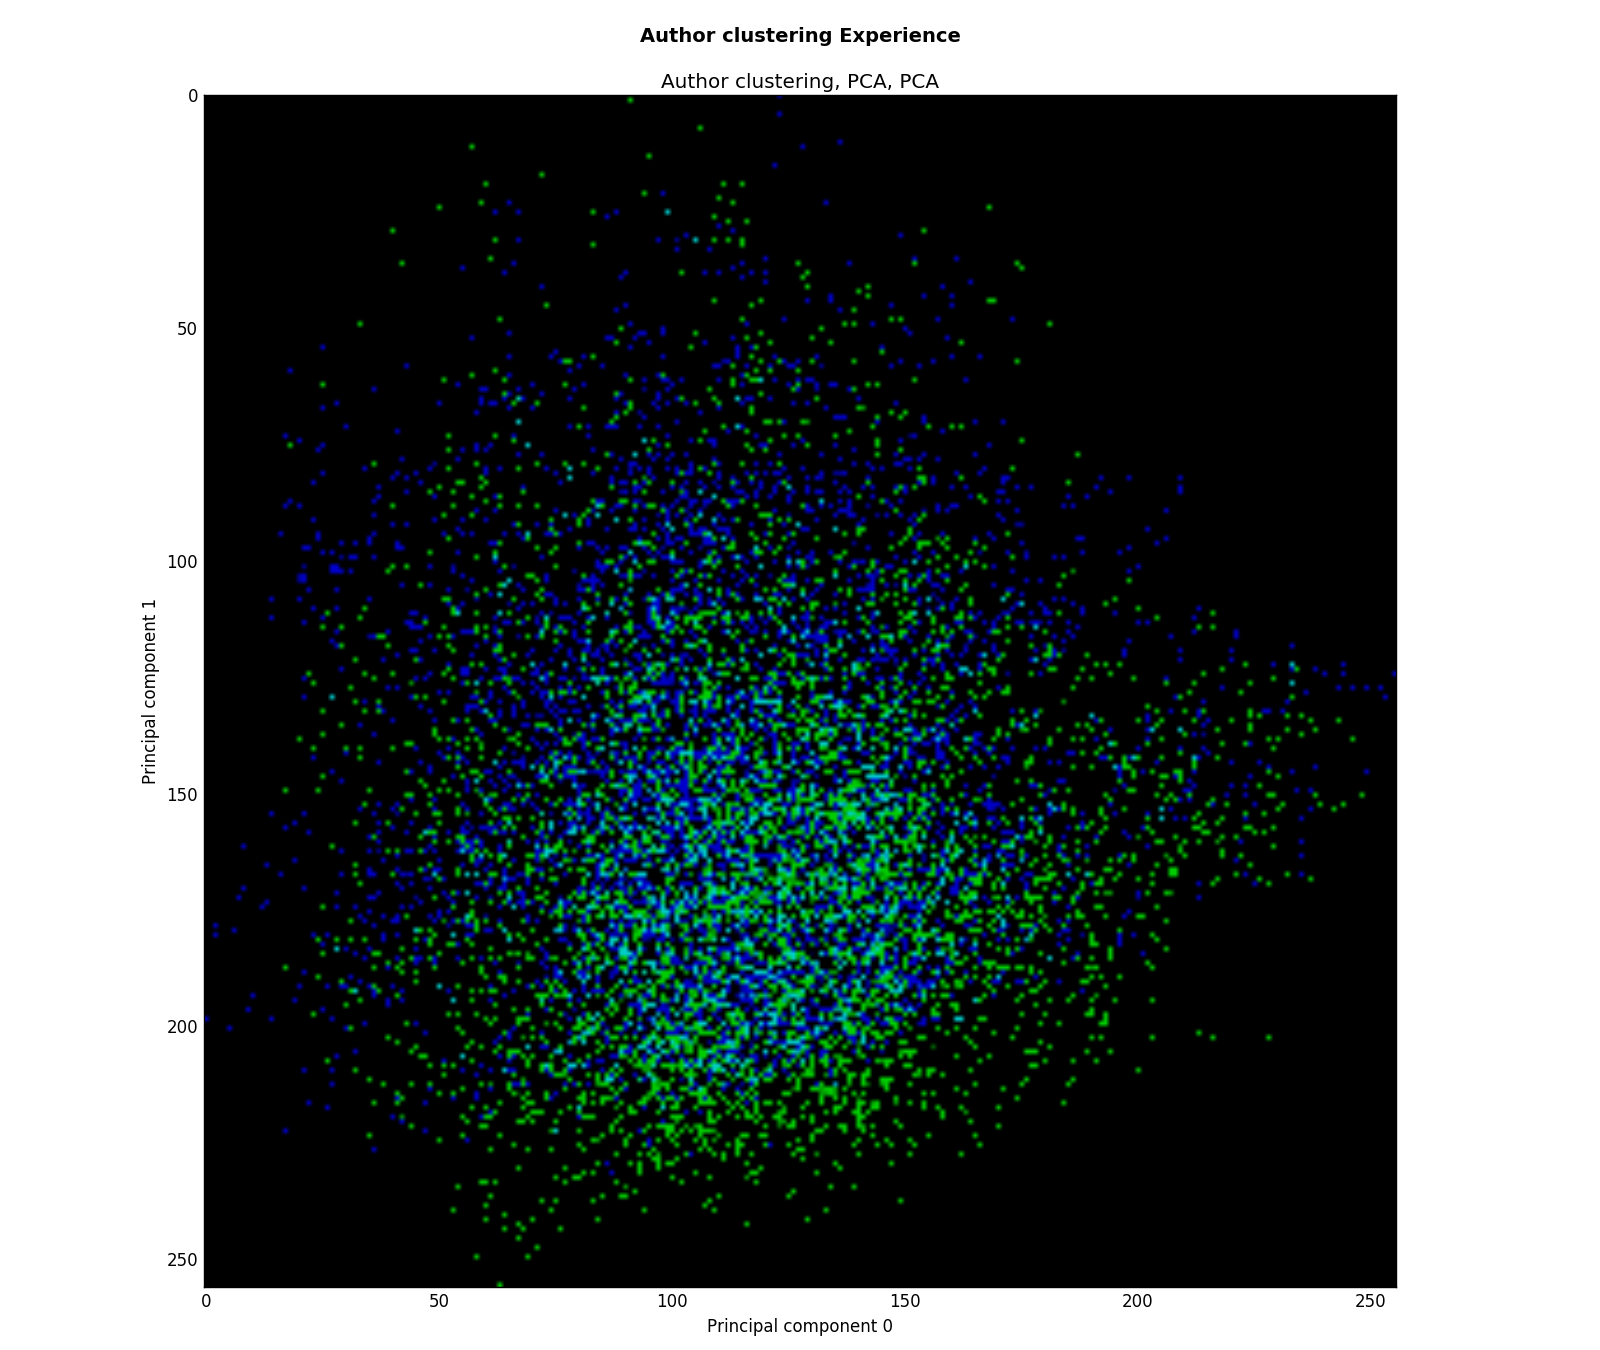 Author clustering Experience
Author clustering, PCA, PCA
0
50
100
150
200
250
Principal component 1
0 50 100 150 200 250
Principal component 0